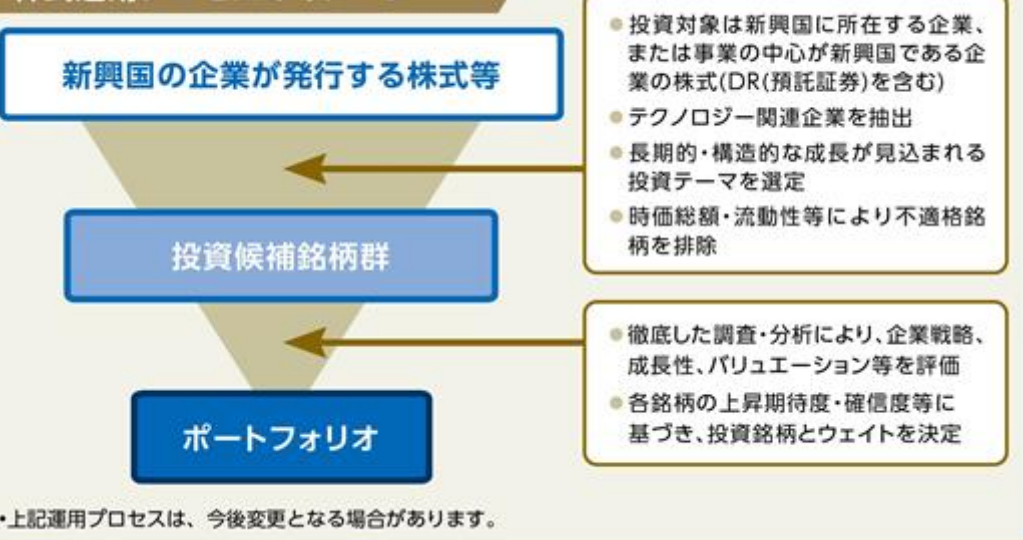 新興国の企業が発行する株式等
投資対象は新興国に所在する企業、
または事業の中心が新興国である企
業の株式(DR(預託証券)を含む)
テクノロジー関連企業を抽出
長期的・構造的な成長が見込まれる
投資テーマを選定
時価総額・流動性等により不適格銘
柄を排除
投資候補銘柄群
徹底した調査・分析により、企業戦略、
成長性、バリュエーション等を評価
各銘柄の上昇期待度・確信度等に
基づき、投資銘柄とウェイトを決定
ポートフォリオ
・上記運用プロセスは、今後変更となる場合があります。